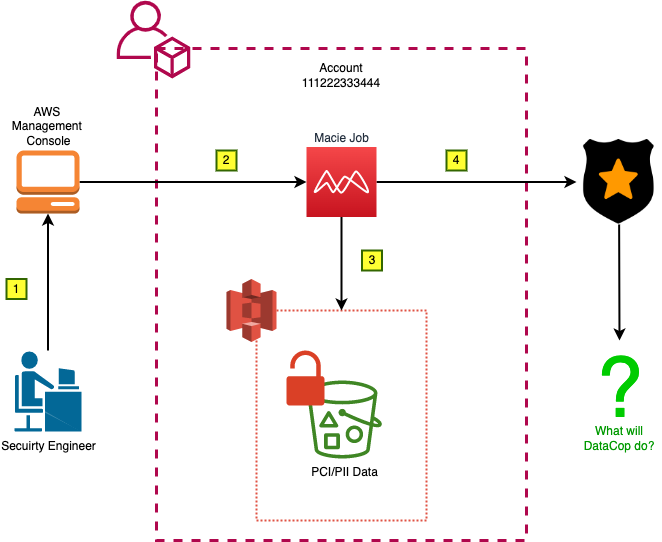 Account
111222333444
AWS
Management
Console
Macie Job
2
4
3
1
Secuirty Engineer
PCI/PII Data
What will
DataCop do?